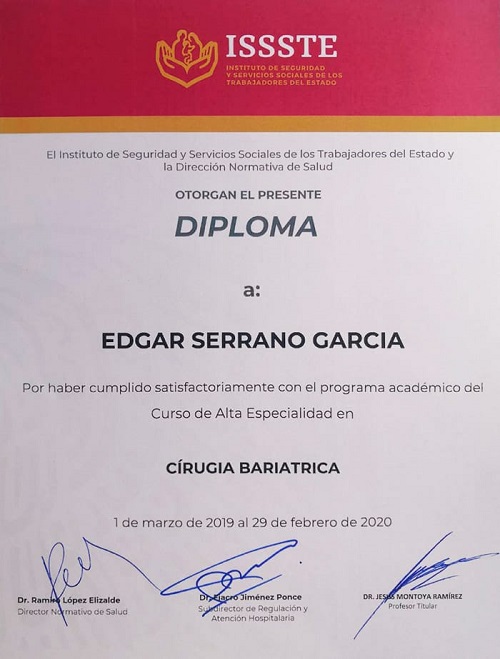 ISSSTE
INSTITUTO DE SEGURIDAD
Y SERVICIOS SOCIALES DE LOS
TRABAJADORES DEL ESTADO
El Instituto de Seguridad y Servicios Sociales de los Trabajadores del Estado y
la Dirección Normativa de Salud
OTORGAN EL PRESENTE
DIPLOMA
a:
EDGAR SERRANO GARCIA
Por haber cumplido satisfactoriamente con el programa académico del
Curso de Alta Especialidad en
CÍRUGIA BARIATRICA
1 de marzo de 2019 al 29 de febrero de 2020
Dr. Ramiro López Elizalde
Director Normativo de Salud
Dr. Fiacro Jiménez Ponce
Subdirector de Regulación y
Atención Hospitalaria
DR. JESÚS MONTOYA RAMÍREZ
Profesor Titular